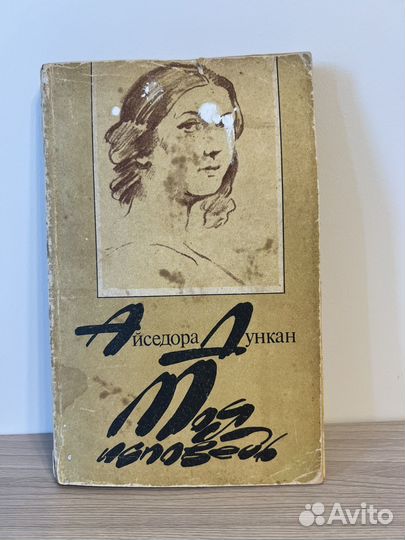 Айседора Дункан
Моя
исповедь
Avito